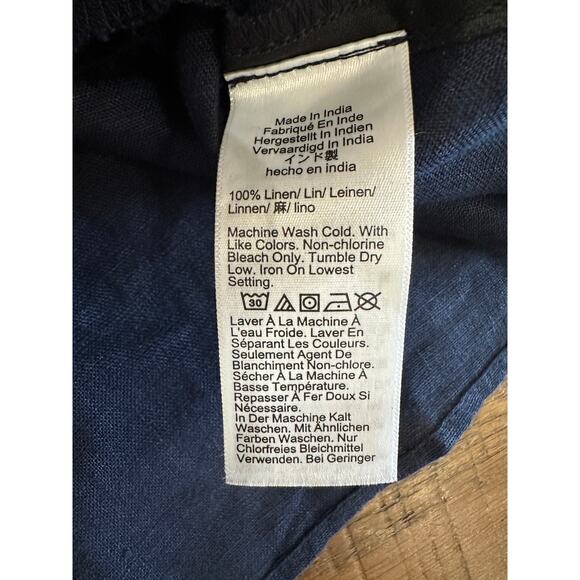 Made In India
Fabriqué En Inde
Hergestellt In Indien
Vervaardigd In India
インド製
hecho en india
100% Linen/ Lin/ Leinen/
Linnen/ 麻/ lino
Machine Wash Cold. With
Like Colors. Non-chlorine
Bleach Only. Tumble Dry
Low. Iron On Lowest
Setting.
30
Laver À La Machine À
L'eau Froide. Laver En
Séparant Les Couleurs.
Seulement Agent De
Blanchiment Non-chlore.
Sécher À La Machine À
Basse Température.
Repasser À Fer Doux Si
Nécessaire.
In Der Maschine Kalt
Waschen. Mit Ähnlichen
Farben Waschen. Nur
Chlorfreies Bleichmittel
Verwenden. Bei Geringer